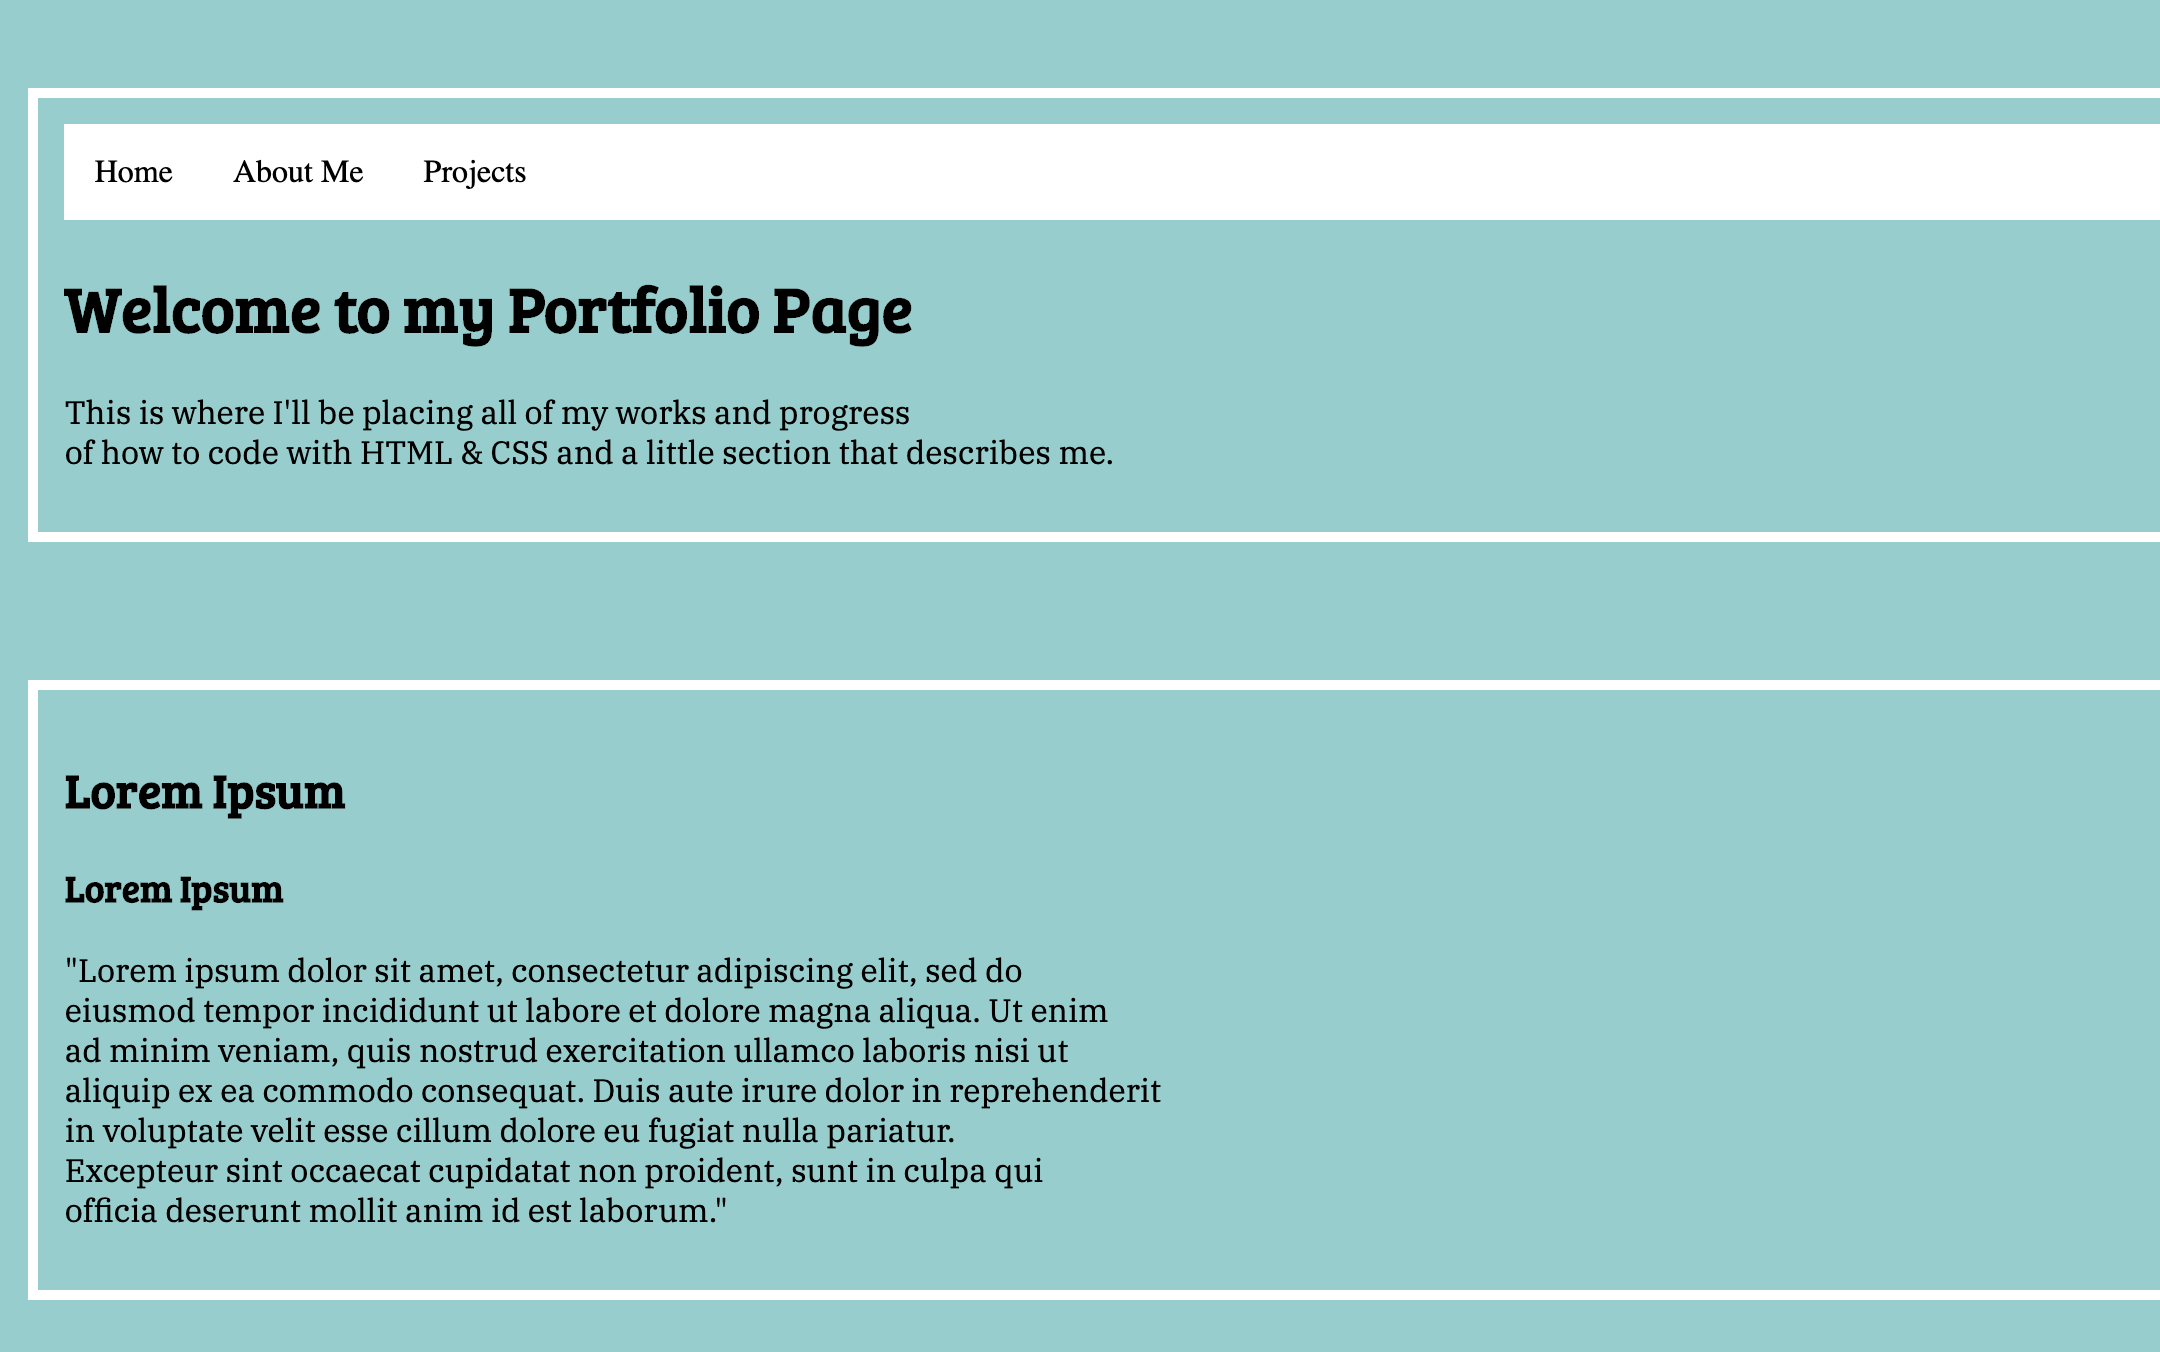 Home About Me Projects
Welcome to my Portfolio Page
This is where I'll be placing all of my works and progress
of how to code with HTML & CSS and a little section that describes me.
Lorem Ipsum
Lorem Ipsum
"Lorem ipsum dolor sit amet, consectetur adipiscing elit, sed do
eiusmod tempor incididunt ut labore et dolore magna aliqua. Ut enim
ad minim veniam, quis nostrud exercitation ullamco laboris nisi ut
aliquip ex ea commodo consequat. Duis aute irure dolor in reprehenderit
in voluptate velit esse cillum dolore eu fugiat nulla pariatur.
Excepteur sint occaecat cupidatat non proident, sunt in culpa qui
officia deserunt mollit anim id est laborum."